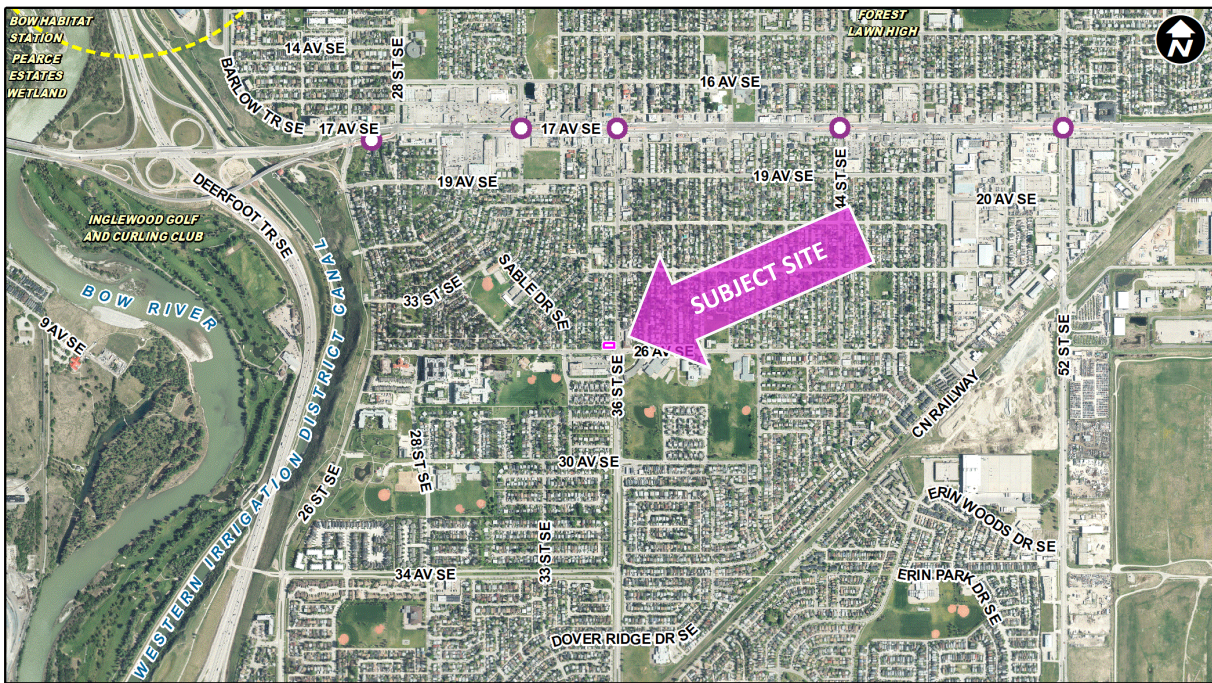 BOW HABITAT
STATION
PEARCE
ESTATES
WETLAND
14 AV SE
28 ST SE
FOREST
LAWN HIGH
N
BARLOW TR SE
16 AV SE
17 AV SE
17 AV SE
19 AV SE
19 AV SE
44 ST SE
20 AV SE
DEERFOOT TR SE
INGLEWOOD GOLF
AND CURLING CLUB
SUBJECT SITE
SABLE DR SE
33 ST SE
BOW RIVER
9 AV SE
26 AV SE
36 ST SE
52 ST SE
CN RAILWAY
WESTERN IRRIGATION DISTRICT CANAL
28 ST SE
26 ST SE
30 AV SE
33 ST SE
34 AV SE
ERIN WOODS DR SE
ERIN PARK DR SE
DOVER RIDGE DR SE